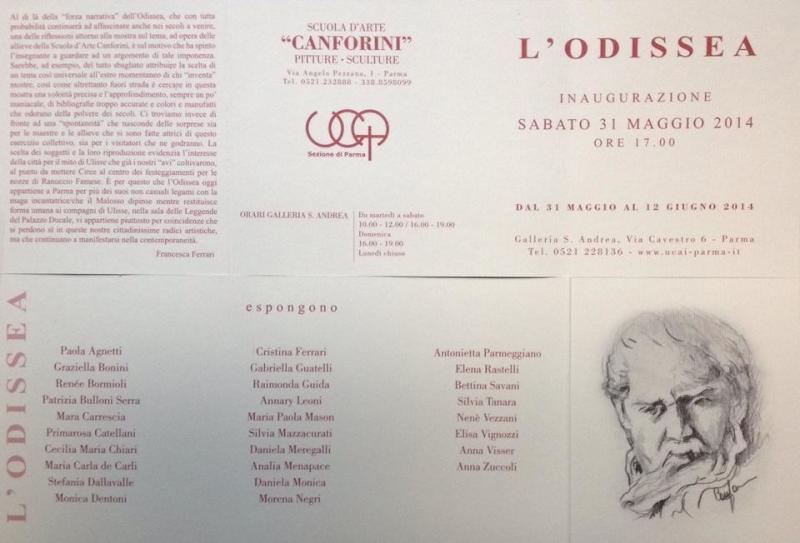 Al di là della “forza narrativa” dell’Odissea, che con tutta
probabilità continuerà ad affascinare anche nei secoli a venire,
una delle riflessioni attorno alla mostra sul tema, ad opera delle
allieve della Scuola d’Arte Canforini, è sul motivo che ha spinto
l’insegnante a guardare ad un argomento di tale imponenza.
Sarebbe, ad esempio, del tutto sbagliato attribuire la scelta di
un tema così universale all’estro momentaneo di chi “inventa”
mostre; così come altrettanto fuori strada è cercare in questa
mostra una volontà precisa e l’approfondimento, sempre un po’
maniacale, di bibliografie troppo accurate e colori e manufatti
che odorano della polvere dei secoli. Ci troviamo invece di
fronte ad una “spontaneità” che nasconde delle sorprese sia
per le maestre e le allieve che si sono fatte attrici di questo
esercizio collettivo, sia per i visitatori che ne godranno. La
scelta dei soggetti e la loro riproduzione evidenzia l’interesse
della città per il mito di Ulisse che già i nostri “avi” coltivarono,
al punto da mettere Circe al centro dei festeggiamenti per le
nozze di Ranuccio Farnese. È per questo che l’Odissea oggi
appartiene a Parma per più dei suoi non casuali legami con la
maga incantatrice/che il Malosso dipinse mentre restituisce
forma umana ai compagni di Ulisse, nella sala delle Leggende
del Palazzo Ducale, vi appartiene piuttosto per coincidenze che
si perdono sì in queste nostre cittadinissime radici artistiche,
ma che continuano a manifestarsi nella contemporaneità.
Francesca Ferrari
SCUOLA D’ARTE
“CANFORINI”
PITTURE - SCULTURE
Via Angelo Pezzana, 1 - Parma
Tel. 0521.232888 - 338.8598099
UCAI
Sezione di Parma
ORARI GALLERIA S. ANDREA
Da martedì a sabato
10.00 - 12.00 / 16.00 - 19.00
Domenica
16.00 - 19.00
Lunedì chiuso
L’ODISSEA
INAUGURAZIONE
SABATO 31 MAGGIO 2014
ORE 17.00
DAL 31 MAGGIO AL 12 GIUGNO 2014
Galleria S. Andrea, Via Cavestro 6 - Parma
Tel. 0521 228136 - www.ucai-parma-it
L’ODISSEA
espongono
Paola Agnetti
Graziella Bonini
Renée Bormioli
Patrizia Bulloni Serra
Mara Carrescia
Primarosa Catellani
Cecilia Maria Chiari
Maria Carla de Carli
Stefania Dallavalle
Monica Dentoni
Cristina Ferrari
Gabriella Guatelli
Raimonda Guida
Annary Leoni
Maria Paola Mason
Silvia Mazzacurati
Daniela Meregalli
Analia Menapace
Daniela Monica
Morena Negri
Antonietta Parmeggiano
Elena Rastelli
Bettina Savani
Silvia Tanara
Nenè Vezzani
Elisa Vignozzi
Anna Visser
Anna Zuccoli